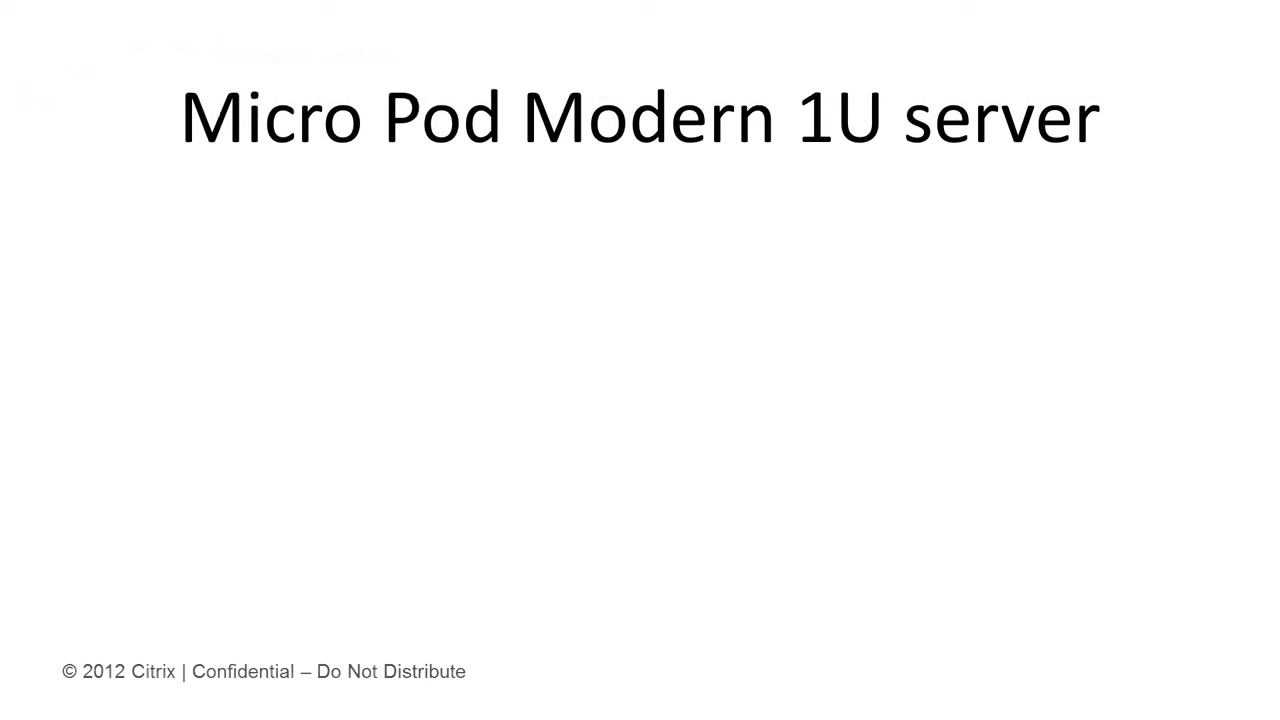 Micro Pod Modern 1U server
© 2012 Citrix | Confidential – Do Not Distribute